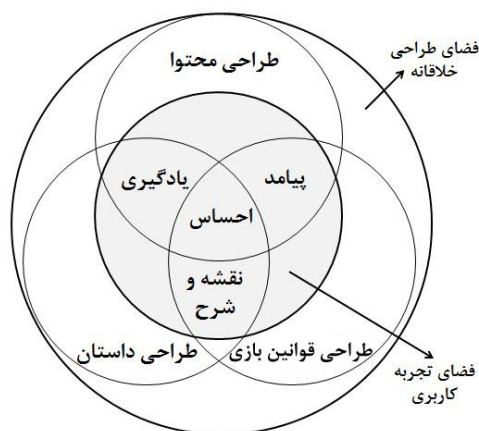 طراحی محتوا
فضای طراحی
خلاقانه
یادگیری
پیامد
احساس
نقشه و
شرح
طراحی داستان
طراحی قوانین بازی
فضای تجربه
کاربری